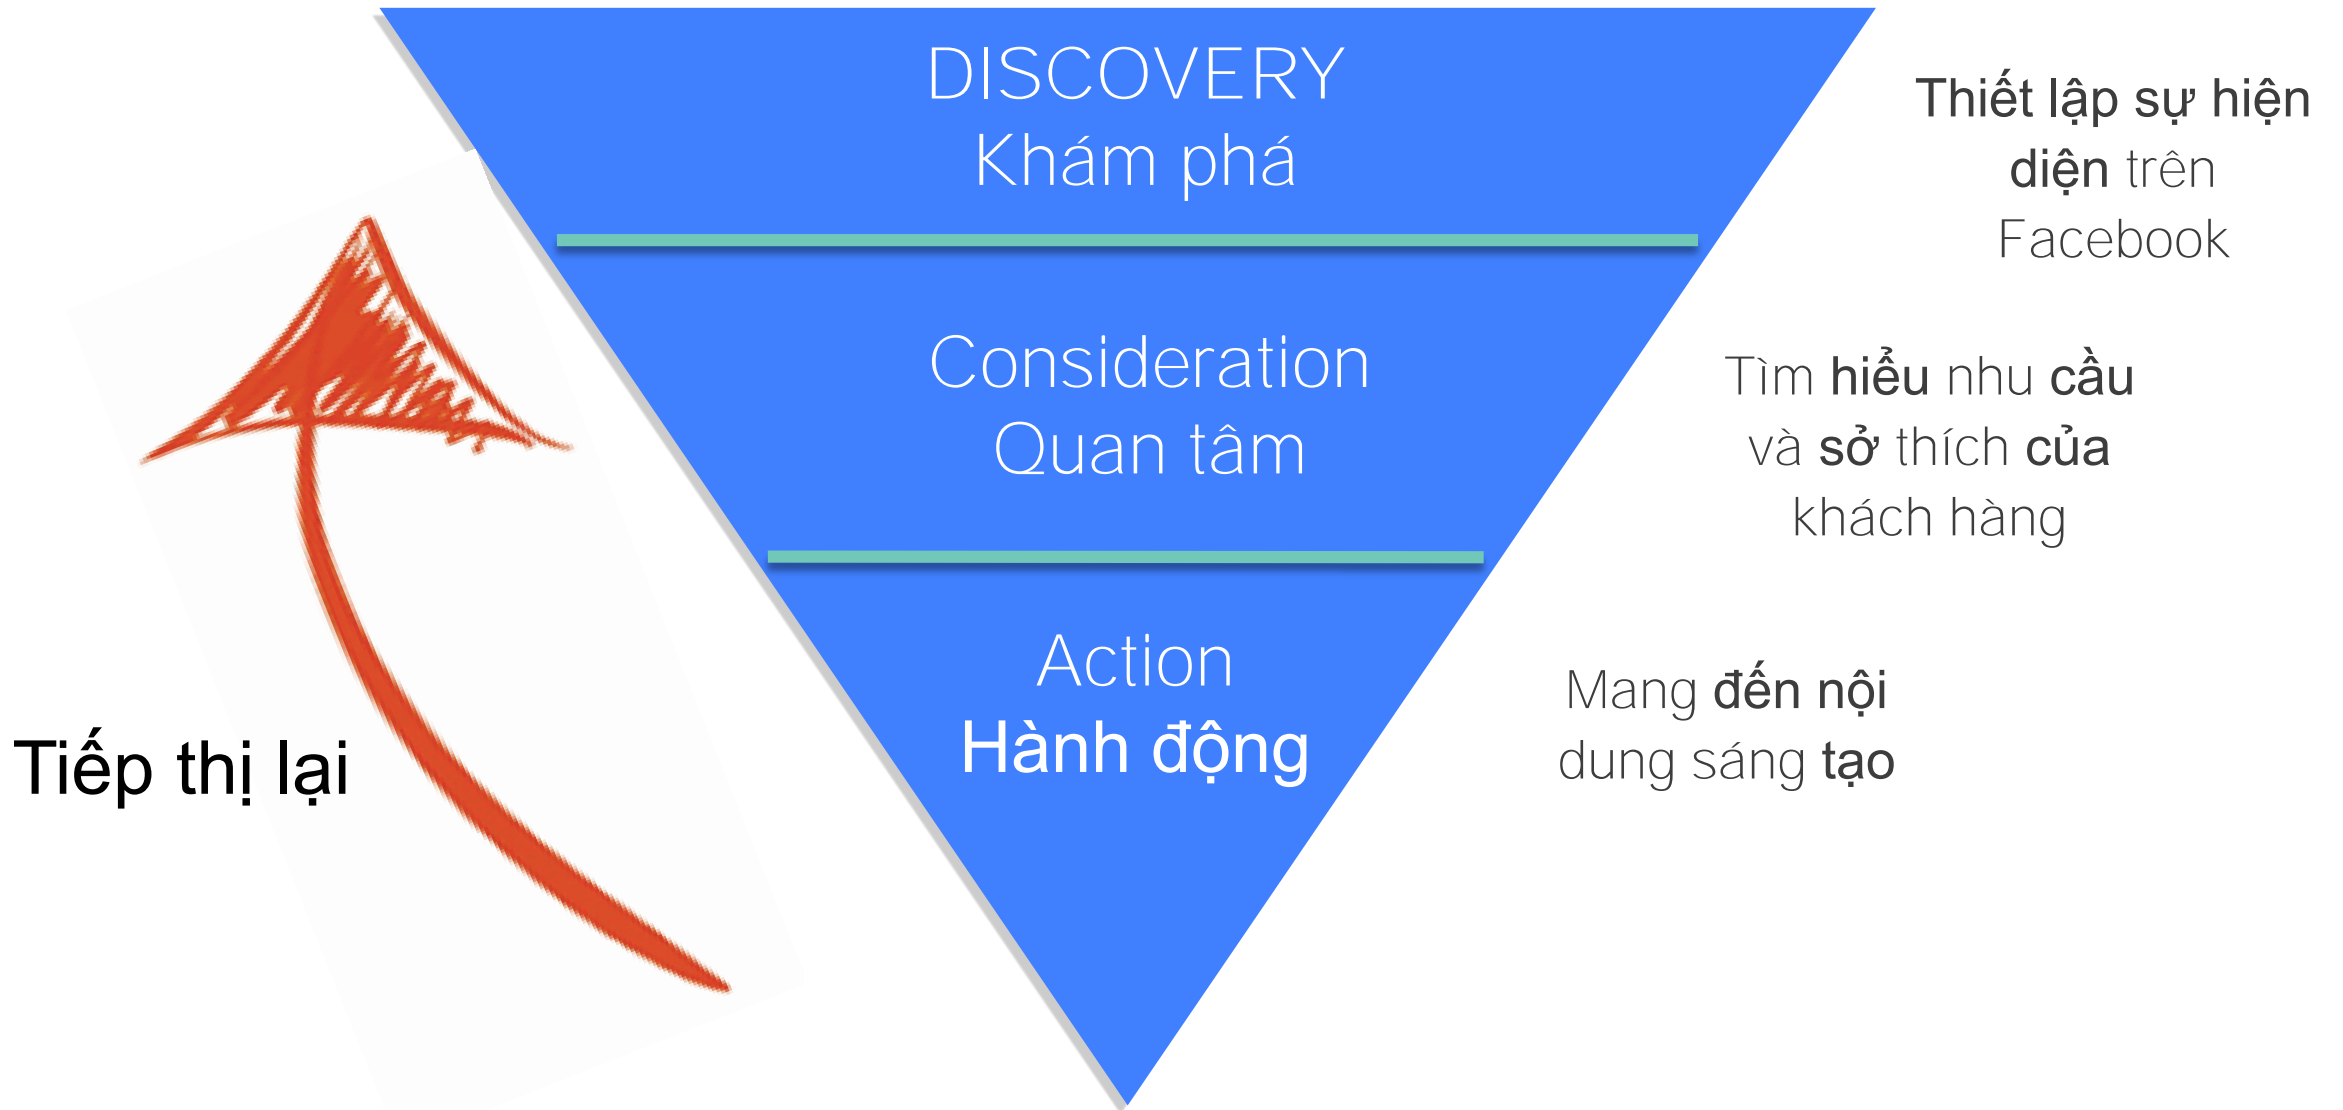 DISCOVERY
Khám phá
Thiết lập sự hiện
diện trên
Facebook
Consideration
Quan tâm
Tìm hiểu nhu cầu
và sở thích của
khách hàng
Action
Hành động
Mang đến nội
dung sáng tạo
Tiếp thị lại